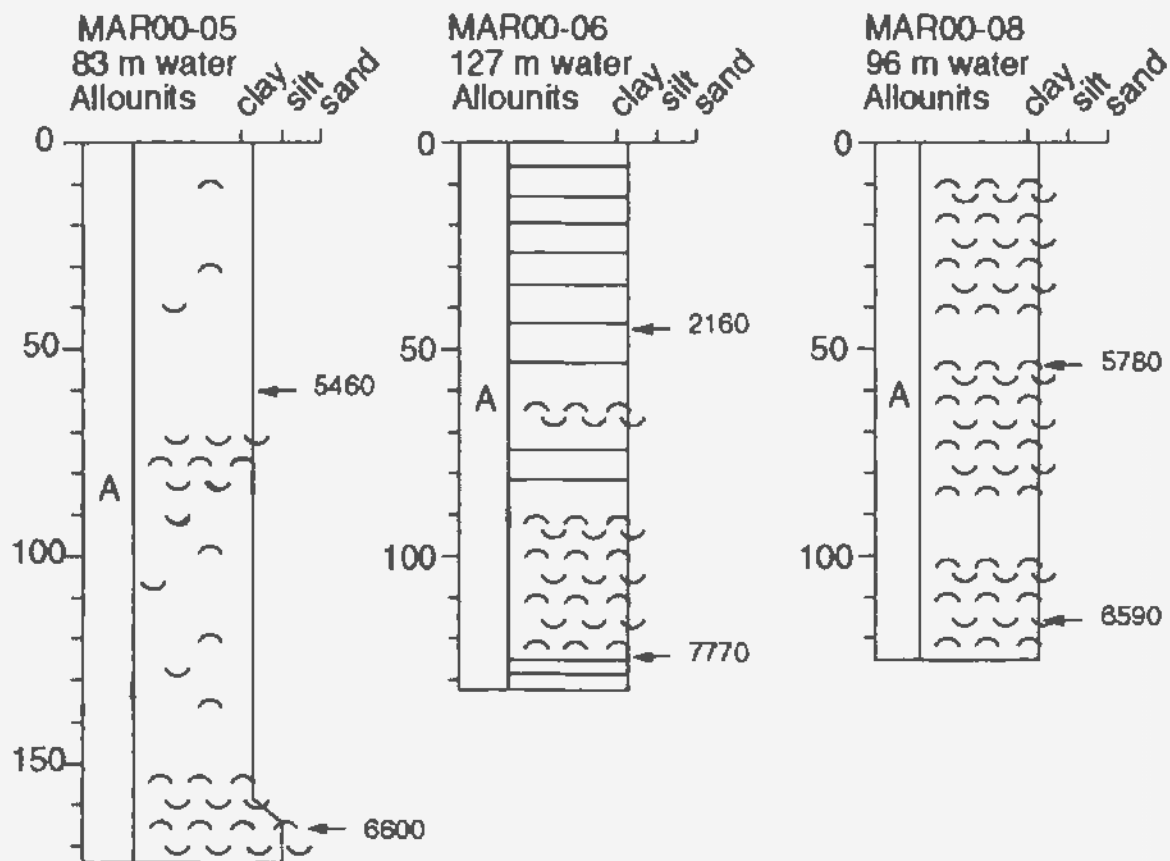 MAR00-05
83 m water
Allounits clay silt sand
0
50
100
150
A
5460
6600
MAR00-06
127 m water
Allounits clay silt sand
0
50
100
A
2160
7770
MAR00-08
96 m water
Allounits clay silt sand
0
50
100
A
5780
6590